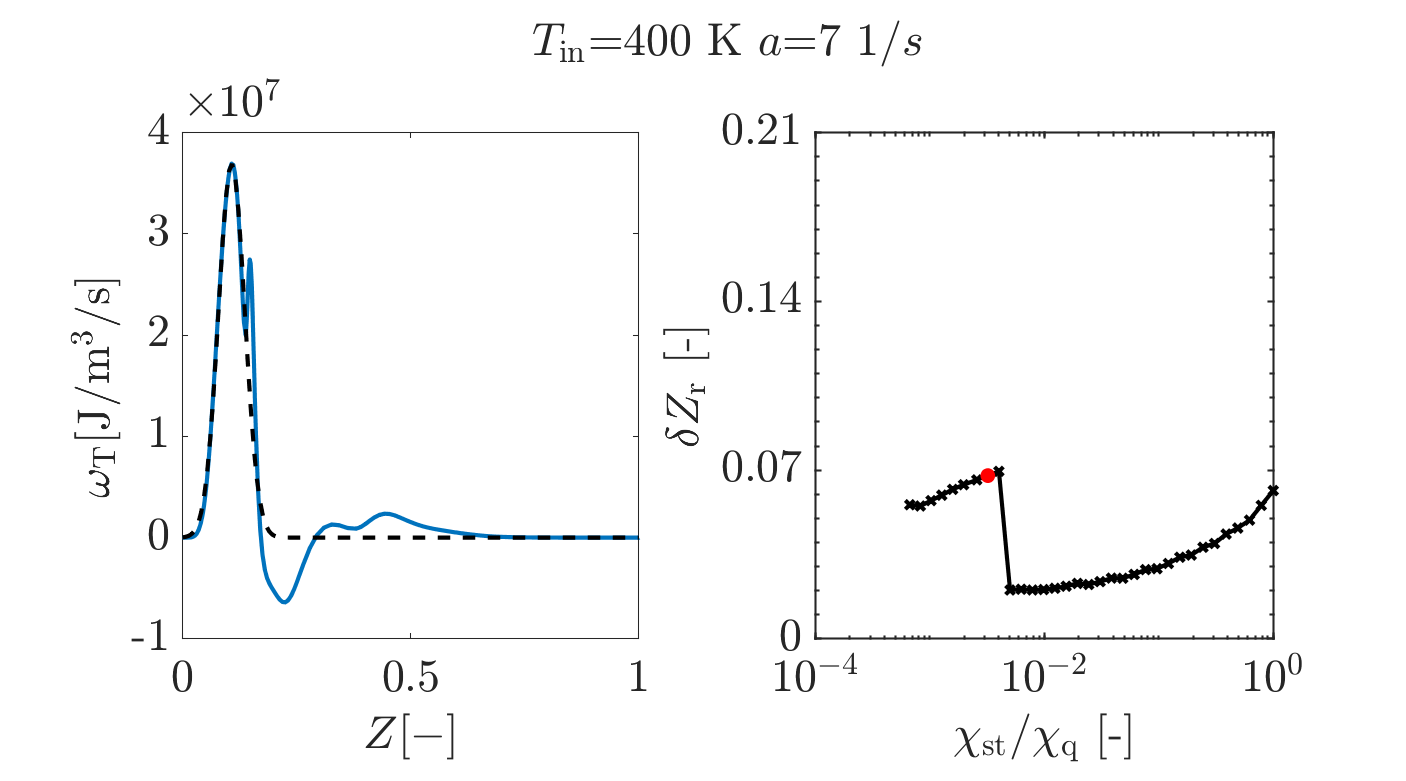 T_in=400 K a=7 1/s
×10^7
4
3
2
1
0
-1
0 0.5 1
Z[−]
ω_T[J/m^3/s]
0.21
0.14
0.07
0
10^−4 10^−2 10^0
χ_st/χ_q [-]
δZ_r [-]